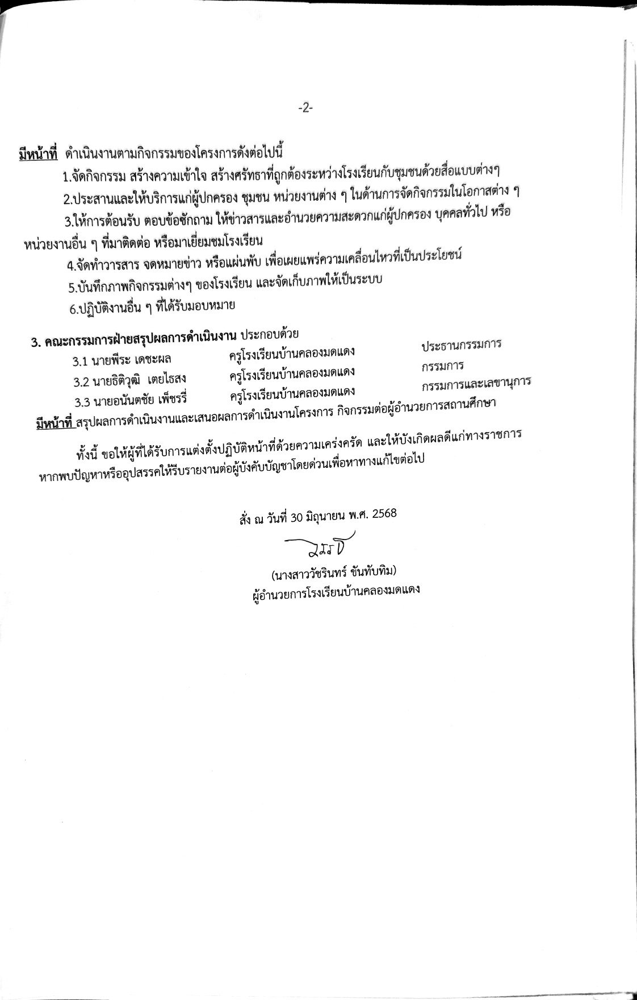 -2-
มีหน้าที่ ดำเนินงานตามกิจกรรมของโครงการดังต่อไปนี้
1.จัดกิจกรรม สร้างความเข้าใจ สร้างศรัทธาที่ถูกต้องระหว่างโรงเรียนกับชุมชนด้วยสื่อแบบต่างๆ
2.ประสานและให้บริการแก่ผู้ปกครอง ชุมชน หน่วยงานต่าง ๆ ในด้านการจัดกิจกรรมในโอกาสต่าง ๆ
3.ให้การต้อนรับ ตอบข้อซักถาม ให้ข่าวสารและอำนวยความสะดวกแก่ผู้ปกครอง บุคคลทั่วไป หรือ
หน่วยงานอื่น ๆ ที่มาติดต่อ หรือมาเยี่ยมชมโรงเรียน
4.จัดทำวารสาร จดหมายข่าว หรือแผ่นพับ เพื่อเผยแพร่ความเคลื่อนไหวที่เป็นประโยชน์
5.บันทึกภาพกิจกรรมต่างๆ ของโรงเรียน และจัดเก็บภาพให้เป็นระบบ
6.ปฏิบัติงานอื่น ๆ ที่ได้รับมอบหมาย
3. คณะกรรมการฝ่ายสรุปผลการดำเนินงาน ประกอบด้วย
3.1 นายพีระ เดชะผล ครูโรงเรียนบ้านคลองมดแดง ประธานกรรมการ
3.2 นายธิติวุฒิ เตยไธสง ครูโรงเรียนบ้านคลองมดแดง กรรมการ
3.3 นายอนันตชัย เพ็ชรรี่ ครูโรงเรียนบ้านคลองมดแดง กรรมการและเลขานุการ
มีหน้าที่ สรุปผลการดำเนินงานและเสนอผลการดำเนินงานโครงการ กิจกรรมต่อผู้อำนวยการสถานศึกษา
ทั้งนี้ ขอให้ผู้ที่ได้รับการแต่งตั้งปฏิบัติหน้าที่ด้วยความเคร่งครัด และให้บังเกิดผลดีแก่ทางราชการ
หากพบปัญหาหรืออุปสรรคให้รีบรายงานต่อผู้บังคับบัญชาโดยด่วนเพื่อหาทางแก้ไขต่อไป
สั่ง ณ วันที่ 30 มิถุนายน พ.ศ. 2568
(นางสาววัชรินทร์ ขันทับทิม)
ผู้อำนวยการโรงเรียนบ้านคลองมดแดง